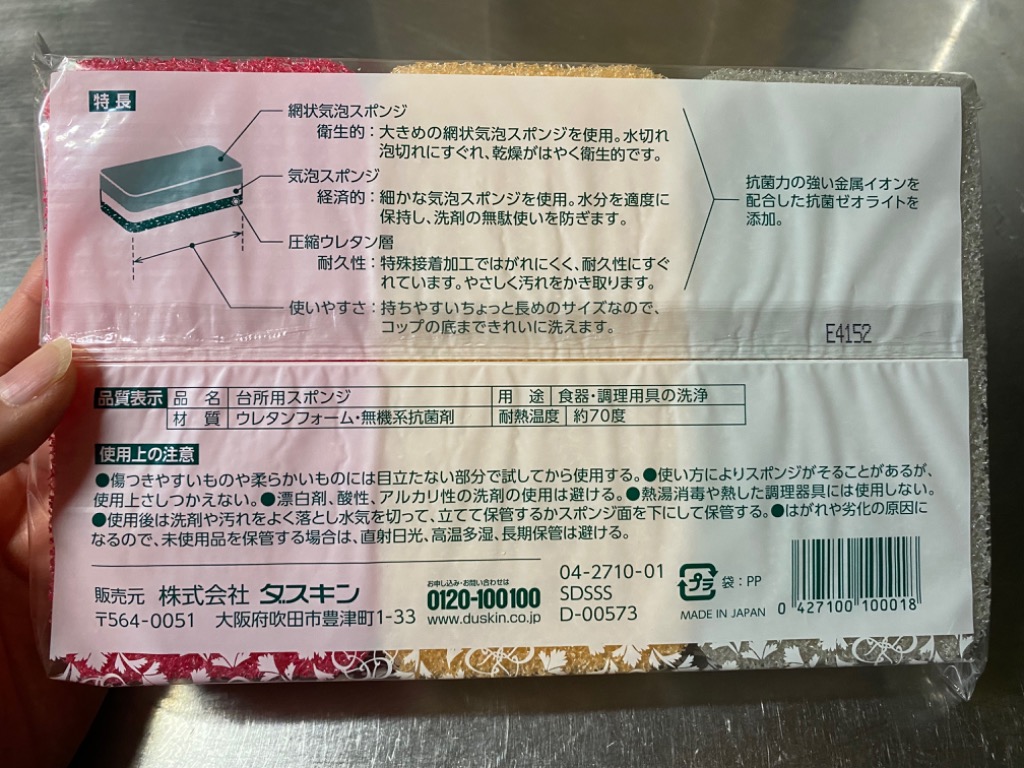 特長
網状気泡スポンジ
衛生的：大きめの網状気泡スポンジを使用。水切れ
泡切れにすぐれ、乾燥がはやく衛生的です。
気泡スポンジ
経済的：細かな気泡スポンジを使用。水分を適度に
保持し、洗剤の無駄使いを防ぎます。
圧縮ウレタン層
耐久性：特殊接着加工ではがれにくく、耐久性にすぐ
れています。やさしく汚れをかき取ります。
使いやすさ：持ちやすいちょっと長めのサイズなので、
コップの底まできれいに洗えます。
抗菌力の強い金属イオンを
配合した抗菌ゼオライトを
添加。
E4152
品質表示 品名 台所用スポンジ 用途 食器・調理用具の洗浄
材質 ウレタンフォーム・無機系抗菌剤 耐熱温度 約70度
使用上の注意
●傷つきやすいものや柔らかいものには目立たない部分で試してから使用する。●使い方によりスポンジがそることがあるが、
使用上さしつかえない。●漂白剤、酸性、アルカリ性の洗剤の使用は避ける。●熱湯消毒や熱した調理器具には使用しない。
●使用後は洗剤や汚れをよく落とし水気を切って、立てて保管するかスポンジ面を下にして保管する。●はがれや劣化の原因に
なるので、未使用品を保管する場合は、直射日光、高温多湿、長期保管は避ける。
販売元 株式会社 ダスキン
〒564-0051 大阪府吹田市豊津町1-33
お申し込み・お問い合わせは
0120-100100
www.duskin.co.jp
04-2710-01
SDSSS
D-00573
プラ 袋：PP
MADE IN JAPAN
0 427100 100018